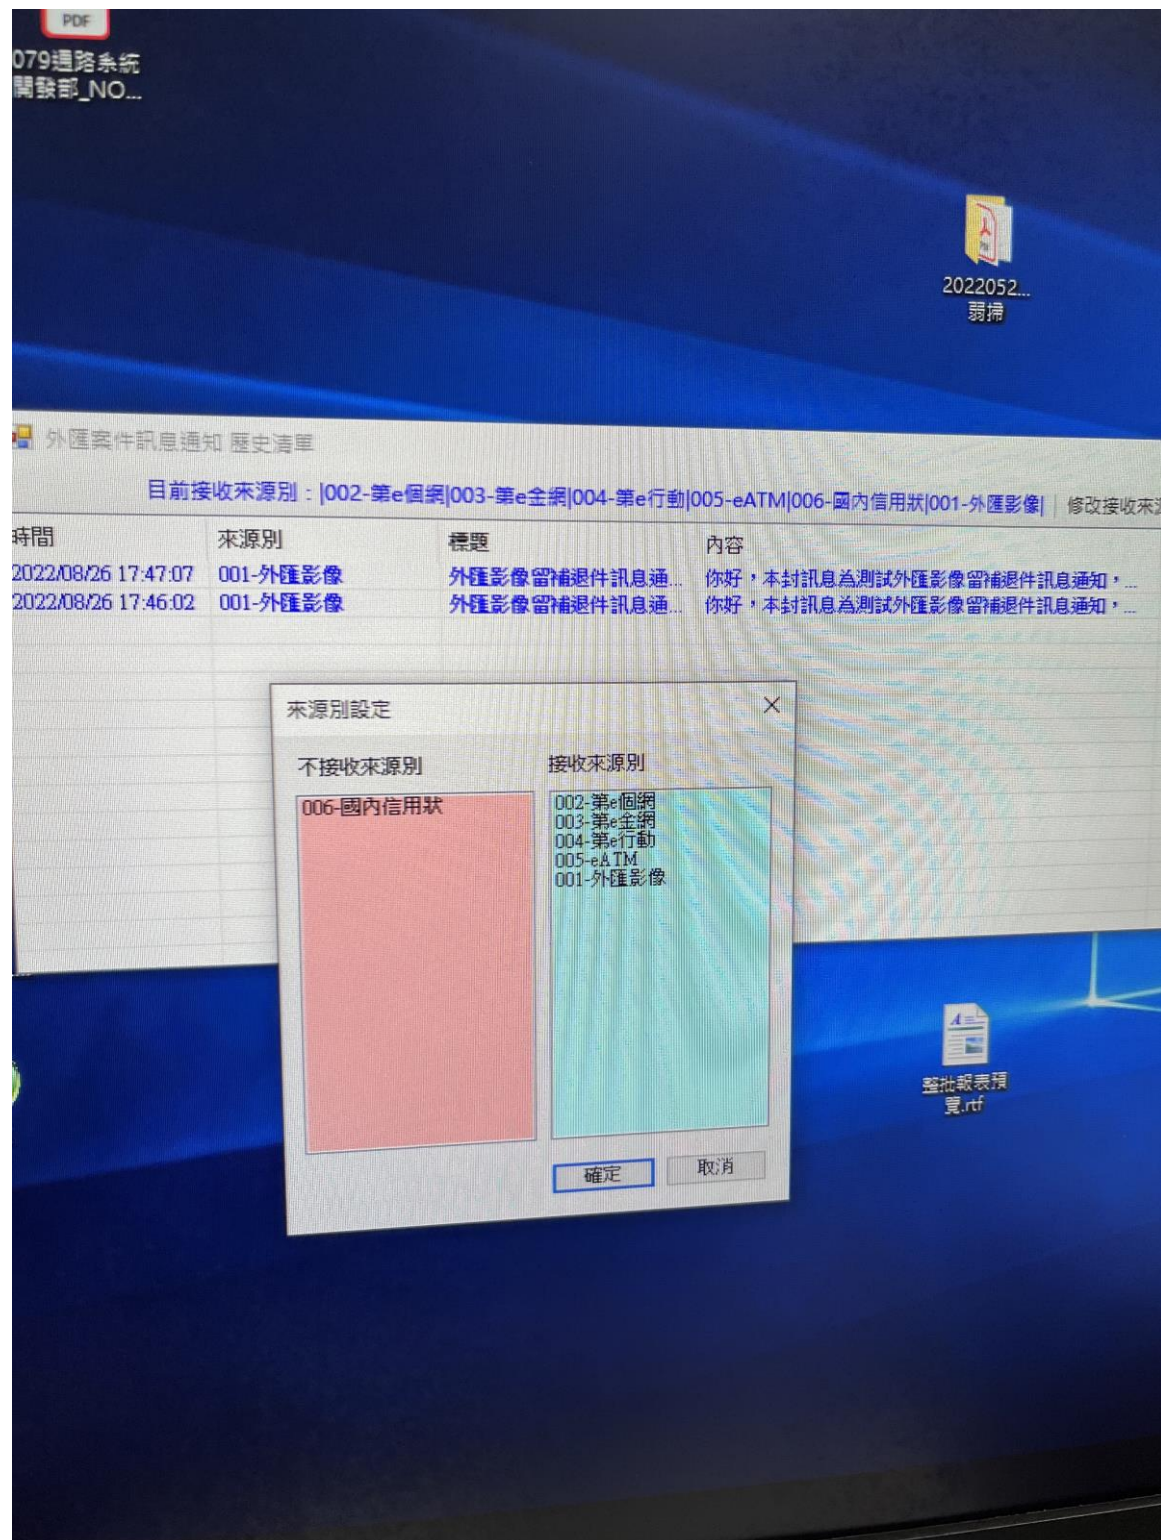 PDF
079通路系統
開發部_NO...
2022052...
弱掃
外匯案件訊息通知 歷史清單
目前接收來源別：|002-第e個網|003-第e金網|004-第e行動|005-eATM|006-國內信用狀|001-外匯影像| 修改接收來源
時間 來源別 標題 內容
2022/08/26 17:47:07 001-外匯影像 外匯影像留補退件訊息通... 你好，本封訊息為測試外匯影像留補退件訊息通知，...
2022/08/26 17:46:02 001-外匯影像 外匯影像留補退件訊息通... 你好，本封訊息為測試外匯影像留補退件訊息通知，...
來源別設定
不接收來源別 接收來源別
006-國內信用狀
002-第e個網
003-第e金網
004-第e行動
005-eATM
001-外匯影像
確定 取消
整批報表預
覽.rtf